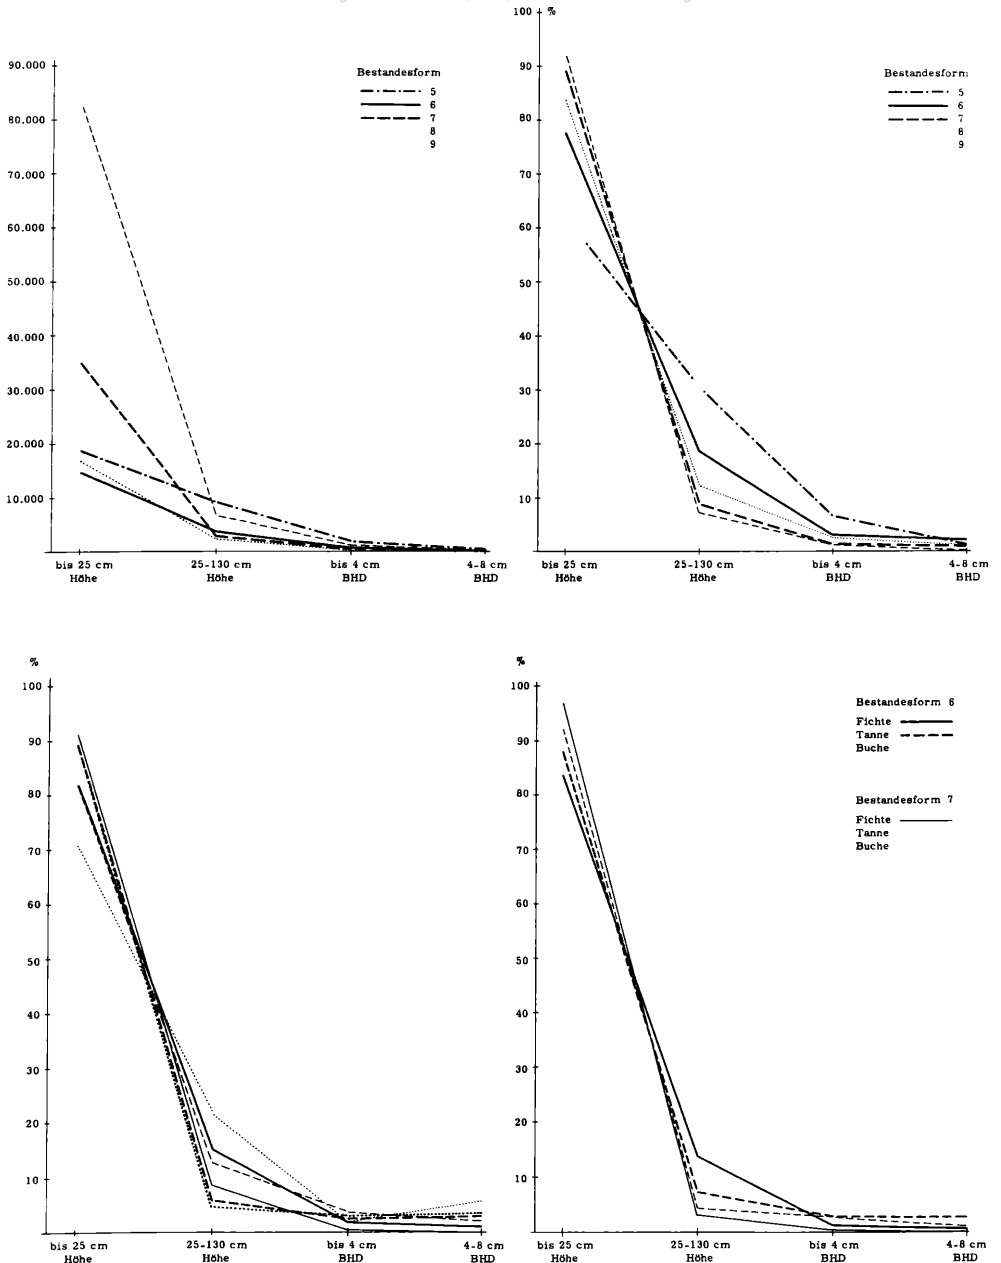 90.000
80.000
70.000
60.000
50.000
40.000
30.000
20.000
10.000
Bestandesform
5
6
7
8
9
bis 25 cm Höhe
25-130 cm Höhe
bis 4 cm BHD
4-8 cm BHD
100 %
90
80
70
60
50
40
30
20
10
Bestandesform
5
6
7
8
9
bis 25 cm Höhe
25-130 cm Höhe
bis 4 cm BHD
4-8 cm BHD
%
100
90
80
70
60
50
40
30
20
10
bis 25 cm Höhe
25-130 cm Höhe
bis 4 cm BHD
4-8 cm BHD
%
100
90
80
70
60
50
40
30
20
10
Bestandesform 6
Fichte
Tanne
Buche
Bestandesform 7
Fichte
Tanne
Buche
bis 25 cm Höhe
25-130 cm Höhe
bis 4 cm BHD
4-8 cm BHD